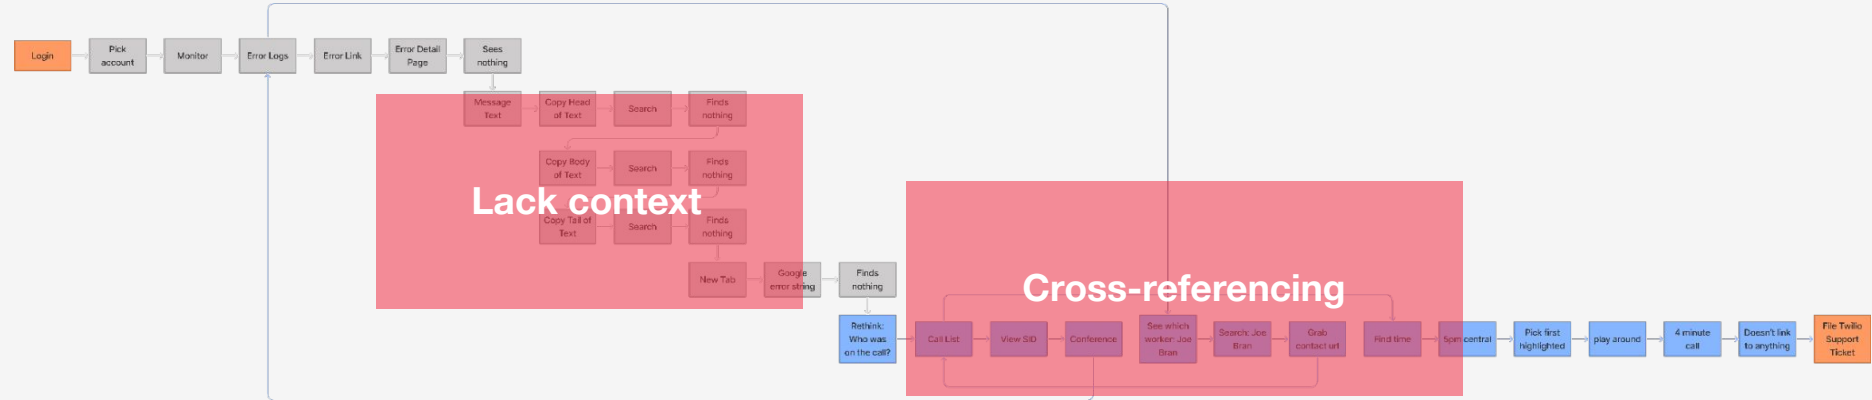 Login
Pick
account
Monitor
Error Logs
Error Link
Error Detail
Page
Sees
nothing
Message
Text
Copy Head
of Text
Search
Finds
nothing
Copy Body
of Text
Search
Finds
nothing
Lack context
Copy Tail of
Text
Search
Finds
nothing
New Tab
Google
error string
Finds
nothing
Cross-referencing
Rethink:
Who was
on the call?
Call List
View SID
Conference
See which
worker: Joe
Bran
Search: Joe
Bran
Grab
contact uri
Find time
5pm central
Pick first
highlighted
play around
4 minute
call
Doesn't link
to anything
File Twilio
Support
Ticket